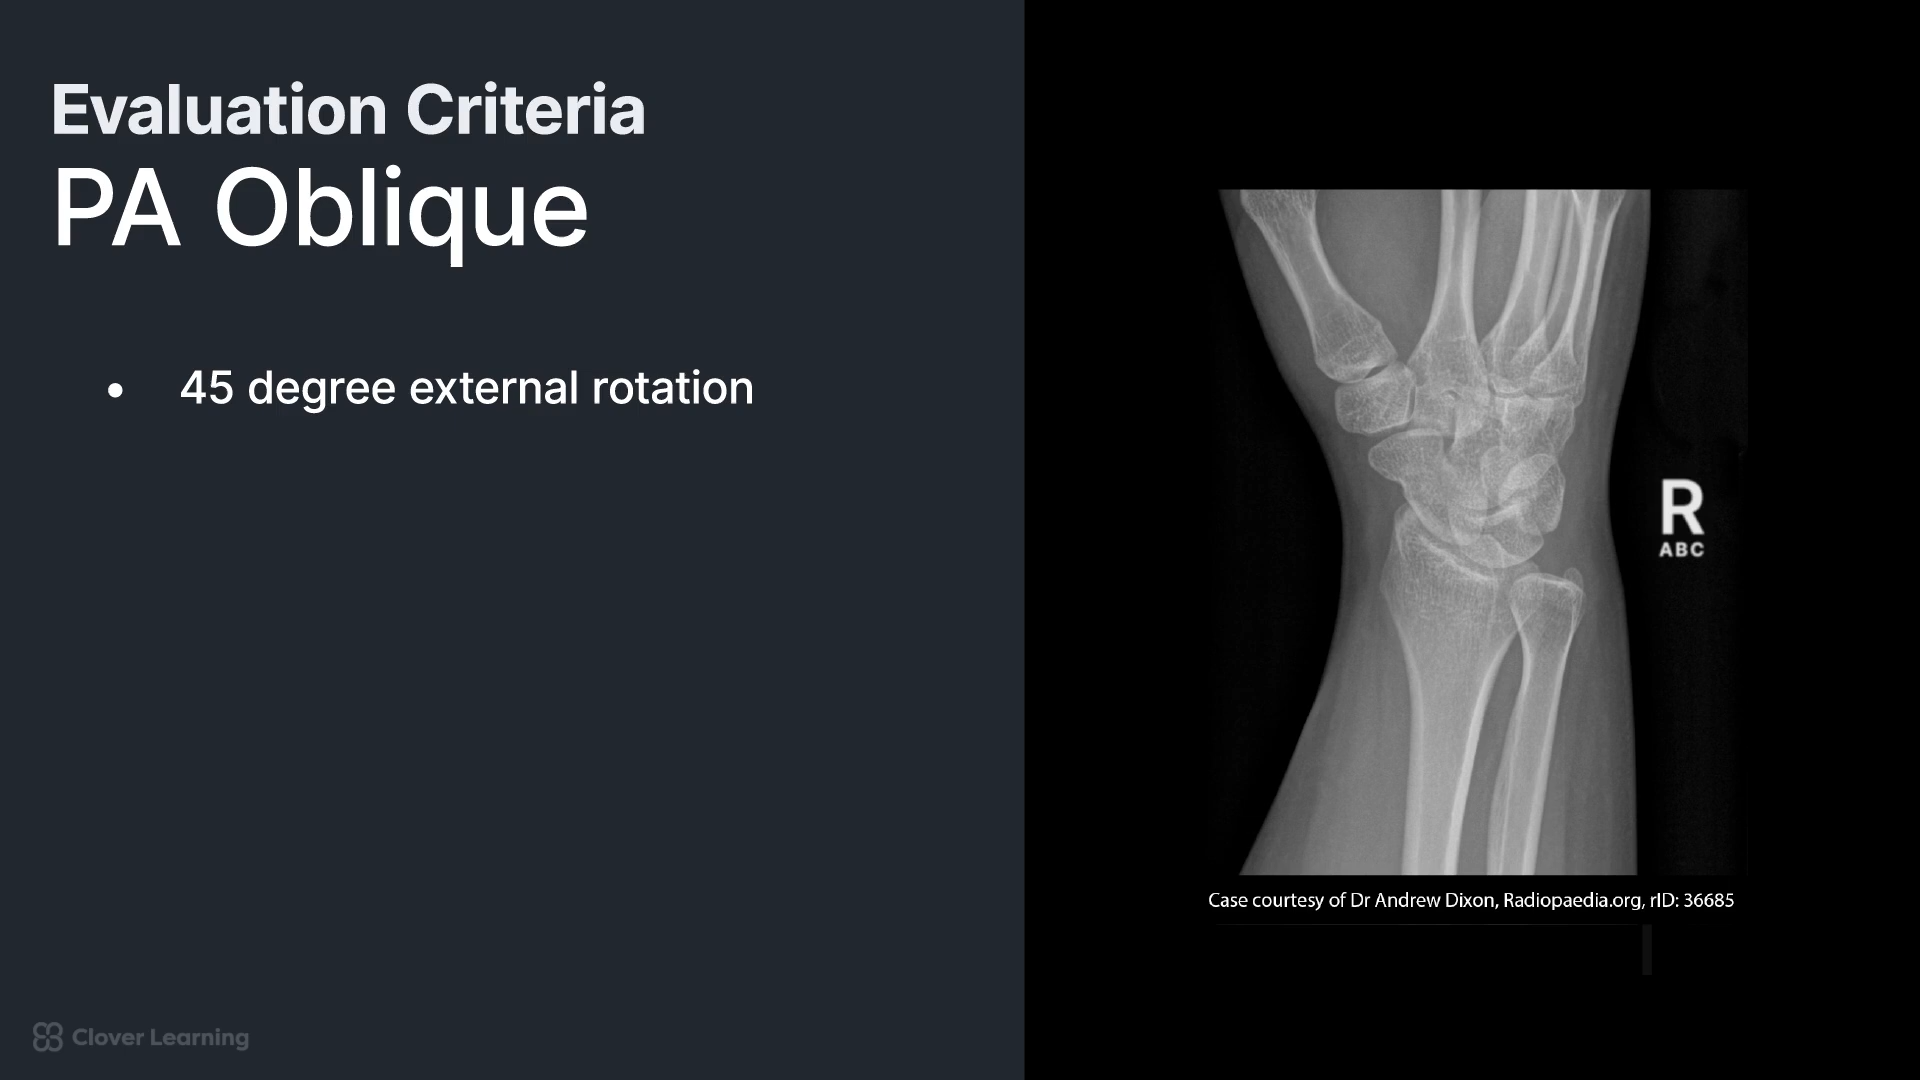 Evaluation Criteria
PA Oblique
• 45 degree external rotation
R
ABC
Case courtesy of Dr Andrew Dixon, Radiopaedia.org, rID: 36685
Clover Learning